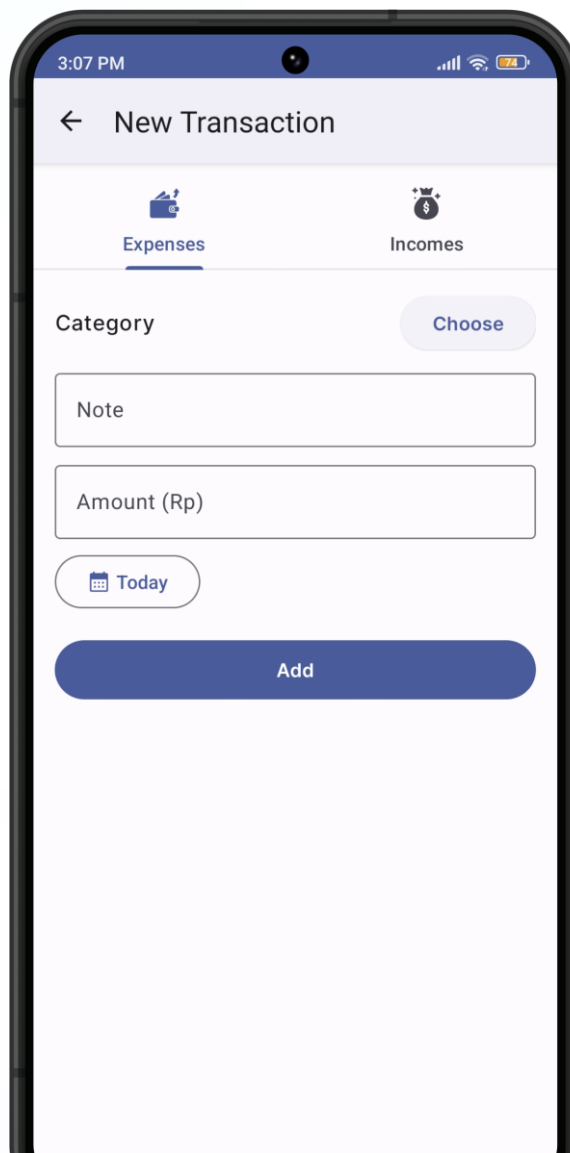 3:07 PM 74
New Transaction
$
Expenses Incomes
Category Choose
Note
Amount (Rp)
Today
Add